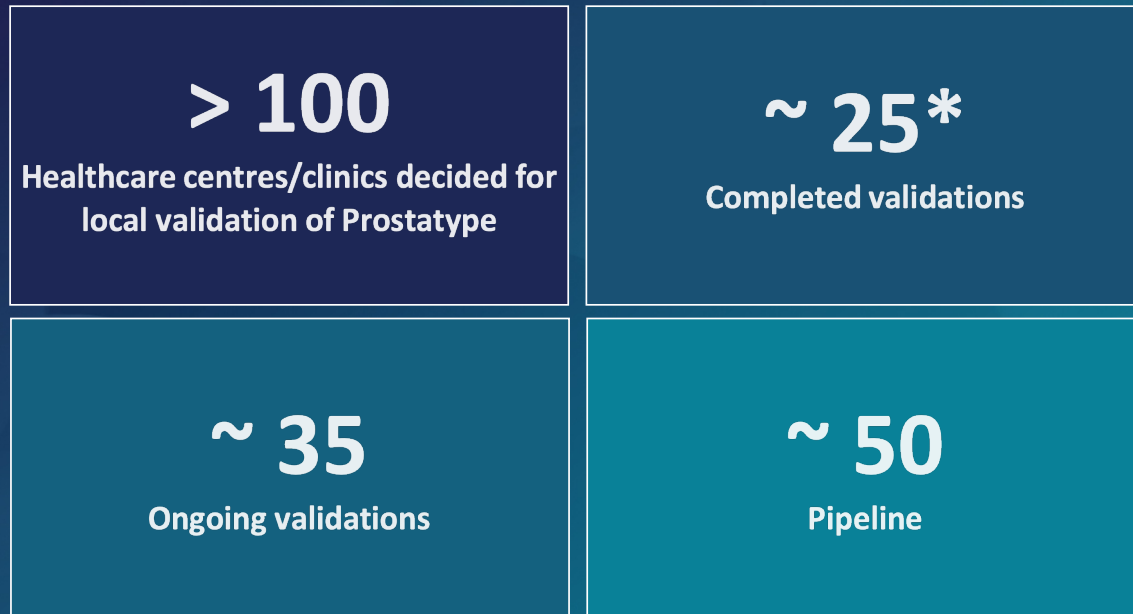 > 100
Healthcare centres/clinics decided for
local validation of Prostatype
~ 25*
Completed validations
~ 35
Ongoing validations
~ 50
Pipeline